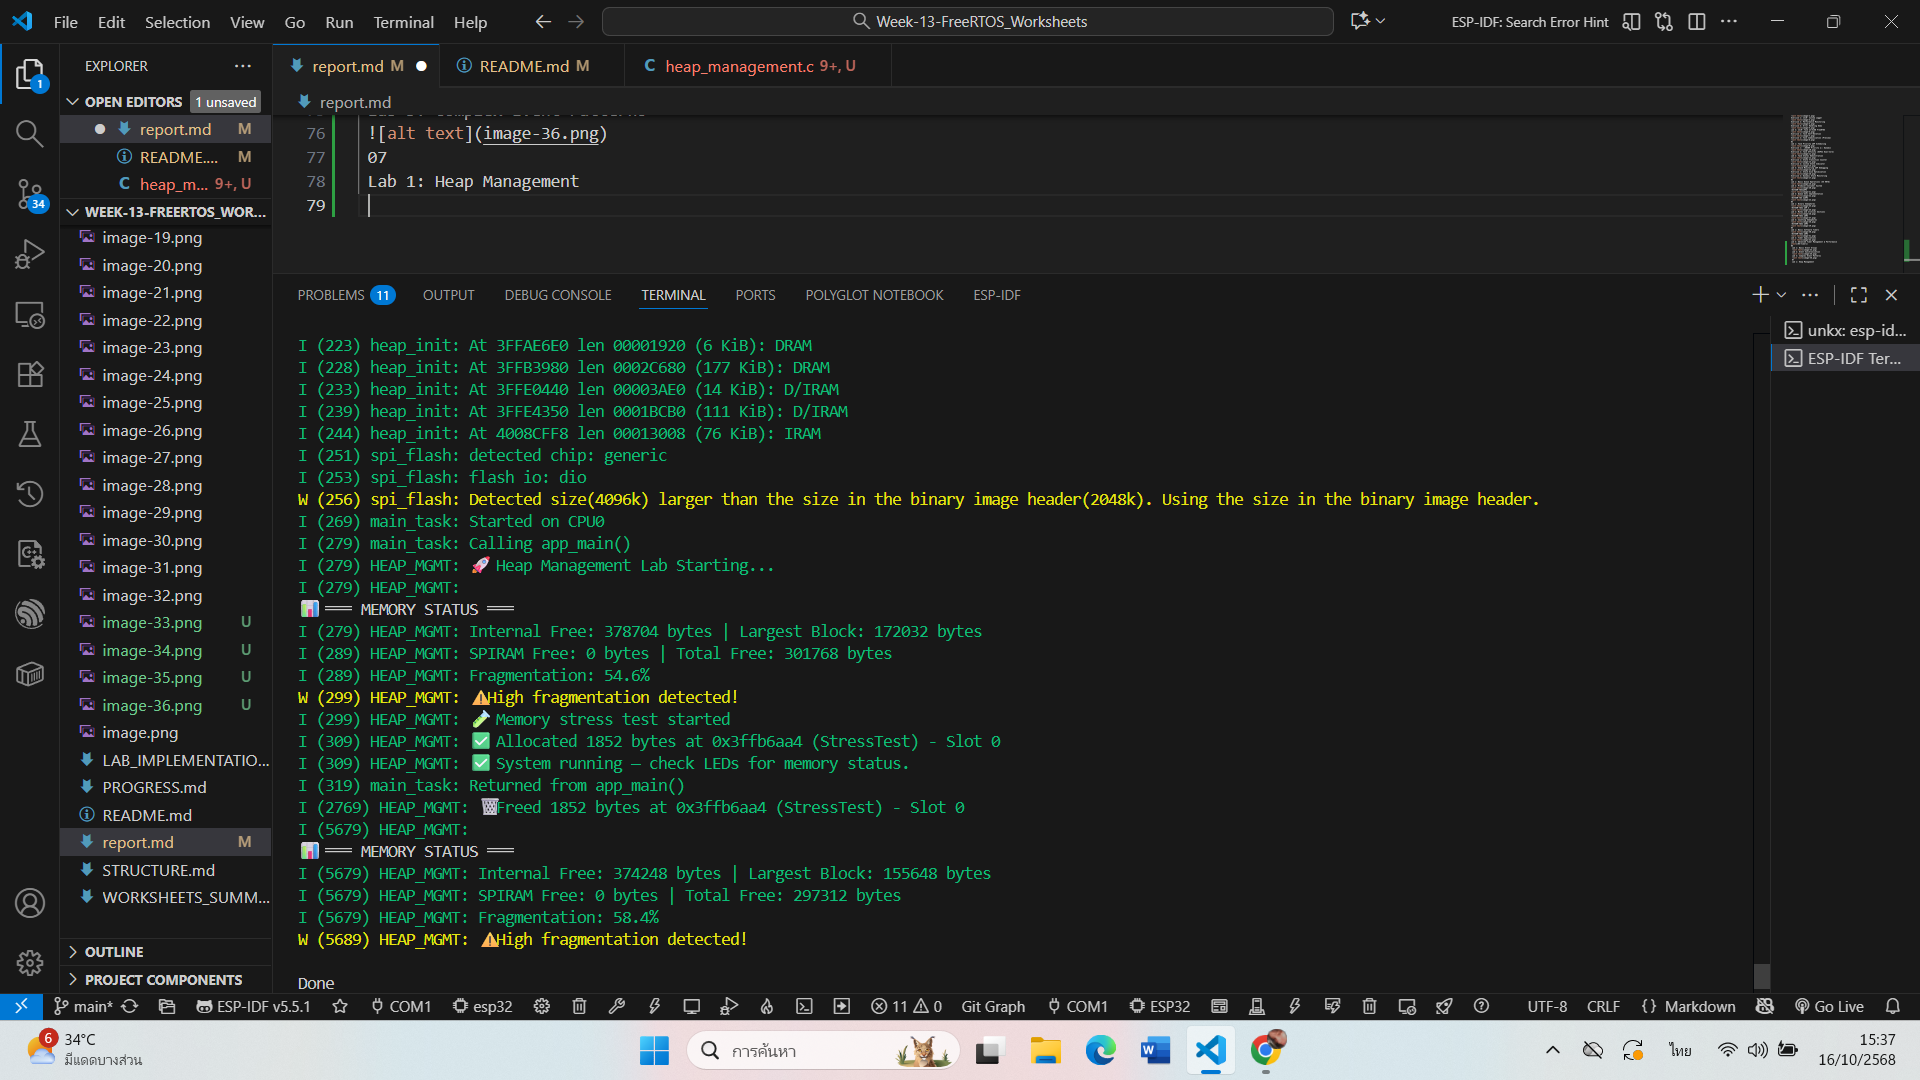 File Edit Selection View Go Run Terminal Help
Week-13-FreeRTOS_Worksheets
ESP-IDF: Search Error Hint
EXPLORER
OPEN EDITORS 1 unsaved
report.md M
README.... M
heap_m... 9+, U
WEEK-13-FREERTOS_WOR...
image-19.png
image-20.png
image-21.png
image-22.png
image-23.png
image-24.png
image-25.png
image-26.png
image-27.png
image-28.png
image-29.png
image-30.png
image-31.png
image-32.png
image-33.png U
image-34.png U
image-35.png U
image-36.png U
image.png
LAB_IMPLEMENTATIO...
PROGRESS.md
README.md
report.md M
STRUCTURE.md
WORKSHEETS_SUMM...
OUTLINE
PROJECT COMPONENTS
1
34
report.md M
README.md M
C heap_management.c 9+, U
report.md
76 ![alt text](image-36.png)
77 07
78 Lab 1: Heap Management
79
PROBLEMS 11 OUTPUT DEBUG CONSOLE TERMINAL PORTS POLYGLOT NOTEBOOK ESP-IDF
unkx: esp-id...
ESP-IDF Ter...
I (223) heap_init: At 3FFAE6E0 len 00001920 (6 KiB): DRAM
I (228) heap_init: At 3FFB3980 len 0002C680 (177 KiB): DRAM
I (233) heap_init: At 3FFE0440 len 00003AE0 (14 KiB): D/IRAM
I (239) heap_init: At 3FFE4350 len 0001BCB0 (111 KiB): D/IRAM
I (244) heap_init: At 4008CFF8 len 00013008 (76 KiB): IRAM
I (251) spi_flash: detected chip: generic
I (253) spi_flash: flash io: dio
W (256) spi_flash: Detected size(4096k) larger than the size in the binary image header(2048k). Using the size in the binary image header.
I (269) main_task: Started on CPU0
I (279) main_task: Calling app_main()
I (279) HEAP_MGMT: 🚀 Heap Management Lab Starting...
I (279) HEAP_MGMT:
📊 ═══ MEMORY STATUS ═══
I (279) HEAP_MGMT: Internal Free: 378704 bytes | Largest Block: 172032 bytes
I (289) HEAP_MGMT: SPIRAM Free: 0 bytes | Total Free: 301768 bytes
I (289) HEAP_MGMT: Fragmentation: 54.6%
W (299) HEAP_MGMT: ⚠️High fragmentation detected!
I (299) HEAP_MGMT: 🧪 Memory stress test started
I (309) HEAP_MGMT: ✅ Allocated 1852 bytes at 0x3ffb6aa4 (StressTest) - Slot 0
I (309) HEAP_MGMT: ✅ System running — check LEDs for memory status.
I (319) main_task: Returned from app_main()
I (2769) HEAP_MGMT: 🗑️Freed 1852 bytes at 0x3ffb6aa4 (StressTest) - Slot 0
I (5679) HEAP_MGMT:
📊 ═══ MEMORY STATUS ═══
I (5679) HEAP_MGMT: Internal Free: 374248 bytes | Largest Block: 155648 bytes
I (5679) HEAP_MGMT: SPIRAM Free: 0 bytes | Total Free: 297312 bytes
I (5679) HEAP_MGMT: Fragmentation: 58.4%
W (5689) HEAP_MGMT: ⚠️High fragmentation detected!
Done
main* ESP-IDF v5.5.1 COM1 esp32 11 0 Git Graph COM1 ESP32 UTF-8 CRLF {} Markdown Go Live
6
34°C
มีแดดบางส่วน
การค้นหา
ไทย
15:37
16/10/2568